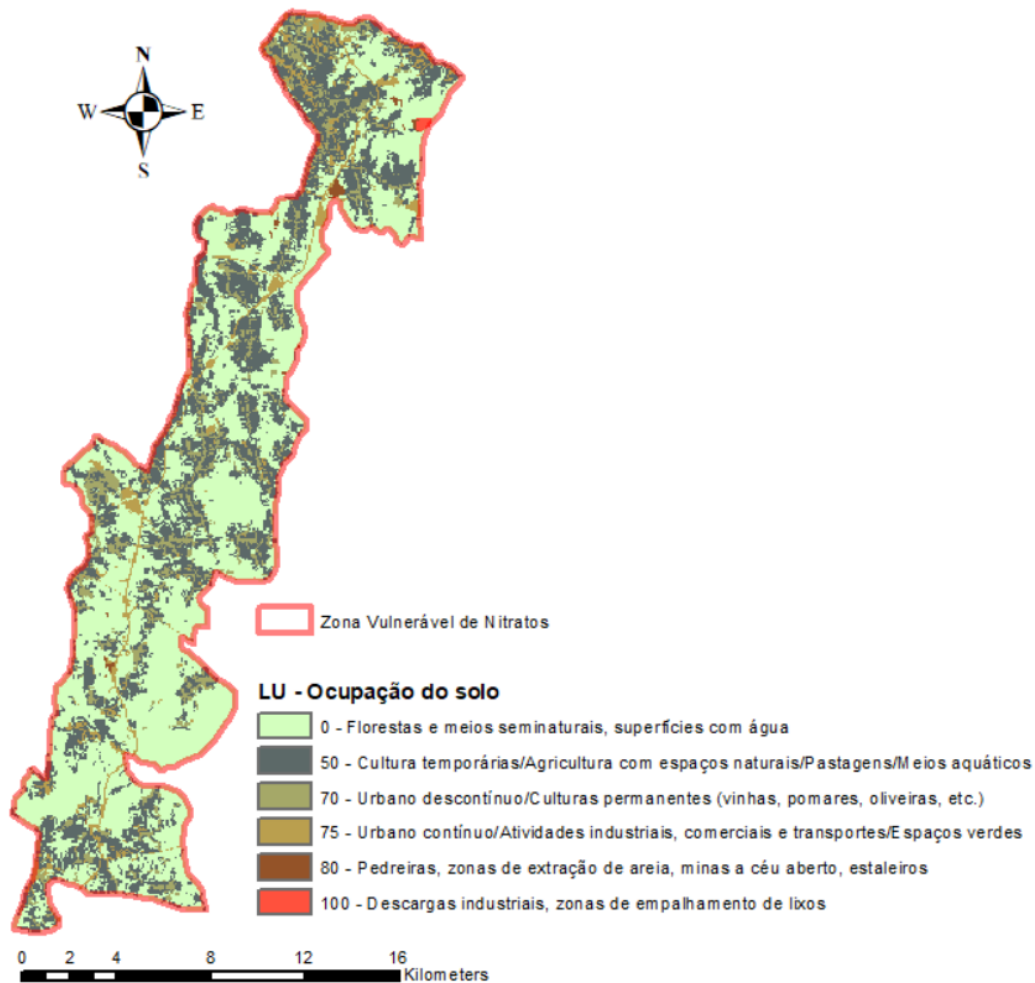 N
W E
S
Zona Vulnerável de Nitratos
LU - Ocupação do solo
0 - Florestas e meios seminaturais, superfícies com água
50 - Cultura temporárias/Agricultura com espaços naturais/Pastagens/Meios aquáticos
70 - Urbano descontínuo/Culturas permanentes (vinhas, pomares, oliveiras, etc.)
75 - Urbano contínuo/Atividades industriais, comerciais e transportes/Espaços verdes
80 - Pedreiras, zonas de extração de areia, minas a céu aberto, estaleiros
100 - Descargas industriais, zonas de empalhamento de lixos
0 2 4 8 12 16
Kilometers